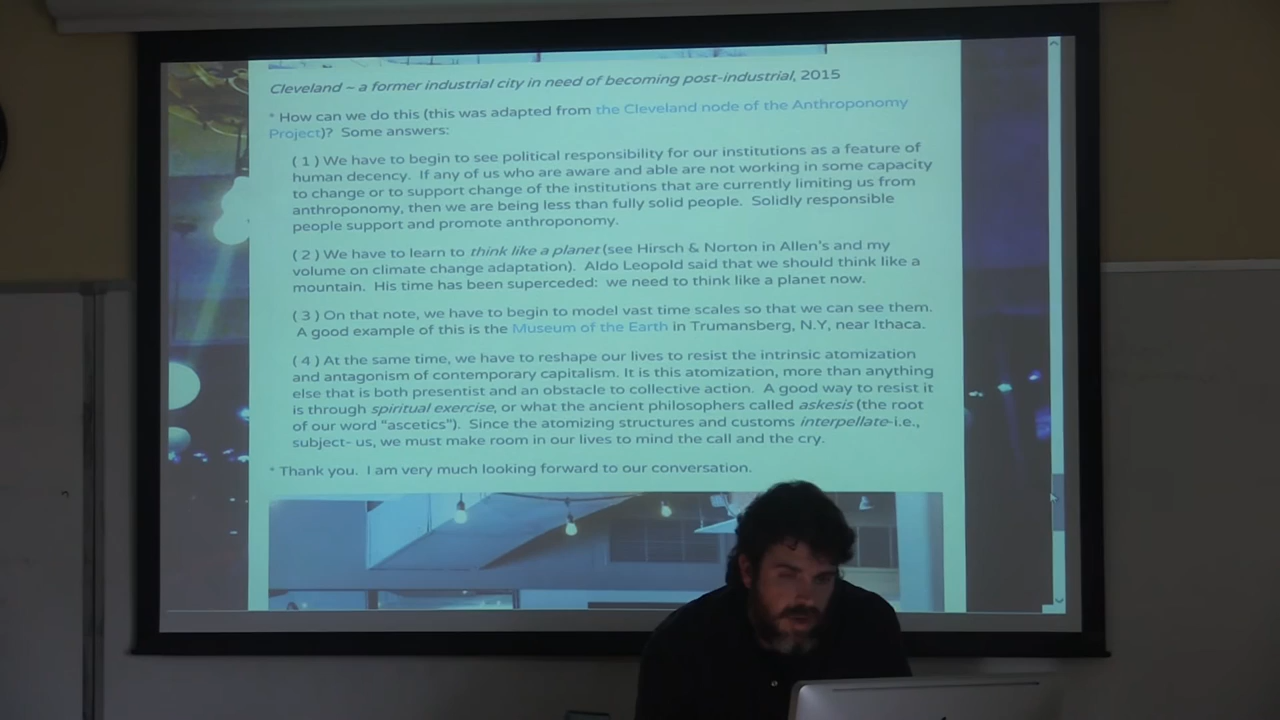 Cleveland ~ a former industrial city in need of becoming post-industrial, 2015
* How can we do this (this was adapted from the Cleveland node of the Anthroponomy
Project)? Some answers:
( 1 ) We have to begin to see political responsibility for our institutions as a feature of
human decency. If any of us who are aware and able are not working in some capacity
to change or to support change of the institutions that are currently limiting us from
anthroponomy, then we are being less than fully solid people. Solidly responsible
people support and promote anthroponomy.
( 2 ) We have to learn to think like a planet (see Hirsch & Norton in Allen's and my
volume on climate change adaptation). Aldo Leopold said that we should think like a
mountain. His time has been superceded: we need to think like a planet now.
( 3 ) On that note, we have to begin to model vast time scales so that we can see them.
A good example of this is the Museum of the Earth in Trumansberg, N.Y, near Ithaca.
( 4 ) At the same time, we have to reshape our lives to resist the intrinsic atomization
and antagonism of contemporary capitalism. It is this atomization, more than anything
else that is both presentist and an obstacle to collective action. A good way to resist it
is through spiritual exercise, or what the ancient philosophers called askesis (the root
of our word "ascetics"). Since the atomizing structures and customs interpellate-i.e.,
subject- us, we must make room in our lives to mind the call and the cry.
* Thank you. I am very much looking forward to our conversation.